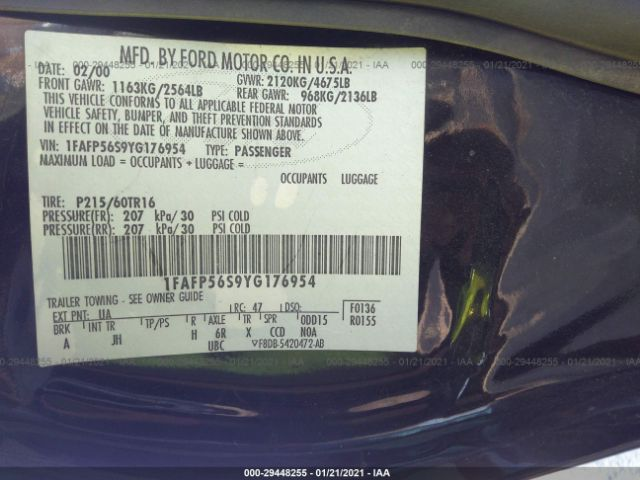 MFD. BY FORD MOTOR CO. IN U.S.A.
DATE: 02/00 GVWR: 2120KG/4675LB
FRONT GAWR: 1163KG/2564LB REAR GAWR: 968KG/2136LB
THIS VEHICLE CONFORMS TO ALL APPLICABLE FEDERAL MOTOR
VEHICLE SAFETY, BUMPER, AND THEFT PREVENTION STANDARDS
IN EFFECT ON THE DATE OF MANUFACTURE SHOWN ABOVE.
VIN: 1FAFP56S9YG176954 TYPE: PASSENGER
MAXIMUM LOAD = OCCUPANTS + LUGGAGE =
OCCUPANTS LUGGAGE
TIRE: P215/60TR16
PRESSURE(FR) 207 kPa/30 PSI COLD
PRESSURE(RR) 207 kPa/30 PSI COLD
1FAFP56S9YG176954
TRAILER TOWING - SEE OWNER GUIDE
EXT PNT: UA RC: 47 DSO: F0136
BRK INT TR TP/PS R AXLE TR SPR ODD15 R0155
A JH H 6R X CCD NOA
UBC F8DB-5420472-AB
000-29448255 - 01/21/2021 - IAA